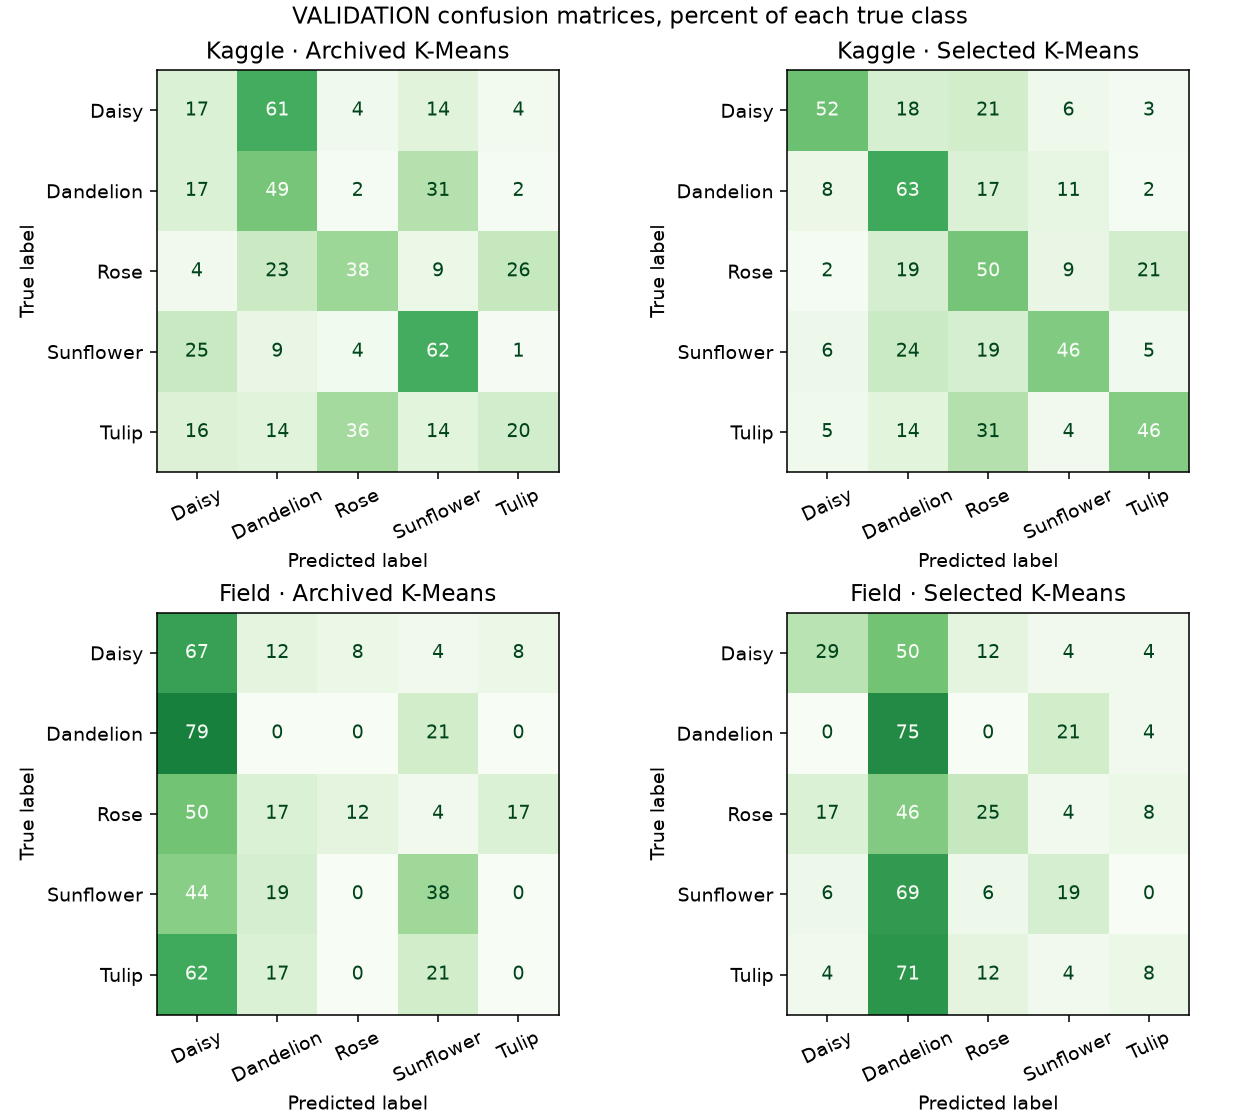 VALIDATION confusion matrices, percent of each true class
Kaggle · Archived K-Means
True label
Daisy 17 61 4 14 4
Dandelion 17 49 2 31 2
Rose 4 23 38 9 26
Sunflower 25 9 4 62 1
Tulip 16 14 36 14 20
Daisy Dandelion Rose Sunflower Tulip
Predicted label
Kaggle · Selected K-Means
True label
Daisy 52 18 21 6 3
Dandelion 8 63 17 11 2
Rose 2 19 50 9 21
Sunflower 6 24 19 46 5
Tulip 5 14 31 4 46
Daisy Dandelion Rose Sunflower Tulip
Predicted label
Field · Archived K-Means
True label
Daisy 67 12 8 4 8
Dandelion 79 0 0 21 0
Rose 50 17 12 4 17
Sunflower 44 19 0 38 0
Tulip 62 17 0 21 0
Daisy Dandelion Rose Sunflower Tulip
Predicted label
Field · Selected K-Means
True label
Daisy 29 50 12 4 4
Dandelion 0 75 0 21 4
Rose 17 46 25 4 8
Sunflower 6 69 6 19 0
Tulip 4 71 12 4 8
Daisy Dandelion Rose Sunflower Tulip
Predicted label